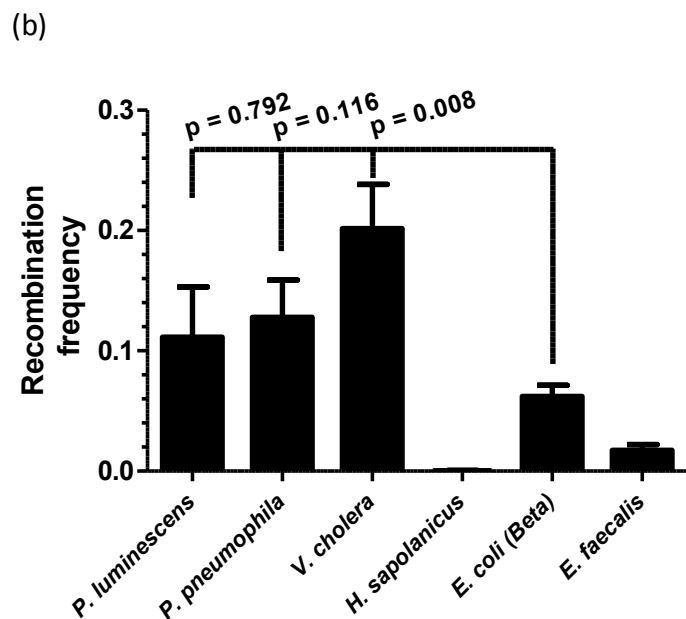 (b)
p = 0.792
p = 0.116
p = 0.008
Recombination
frequency
0.3
0.2
0.1
0.0
P. luminescens
P. pneumophila
V. cholera
H. sapolanicus
E. coli (Beta)
E. faecalis